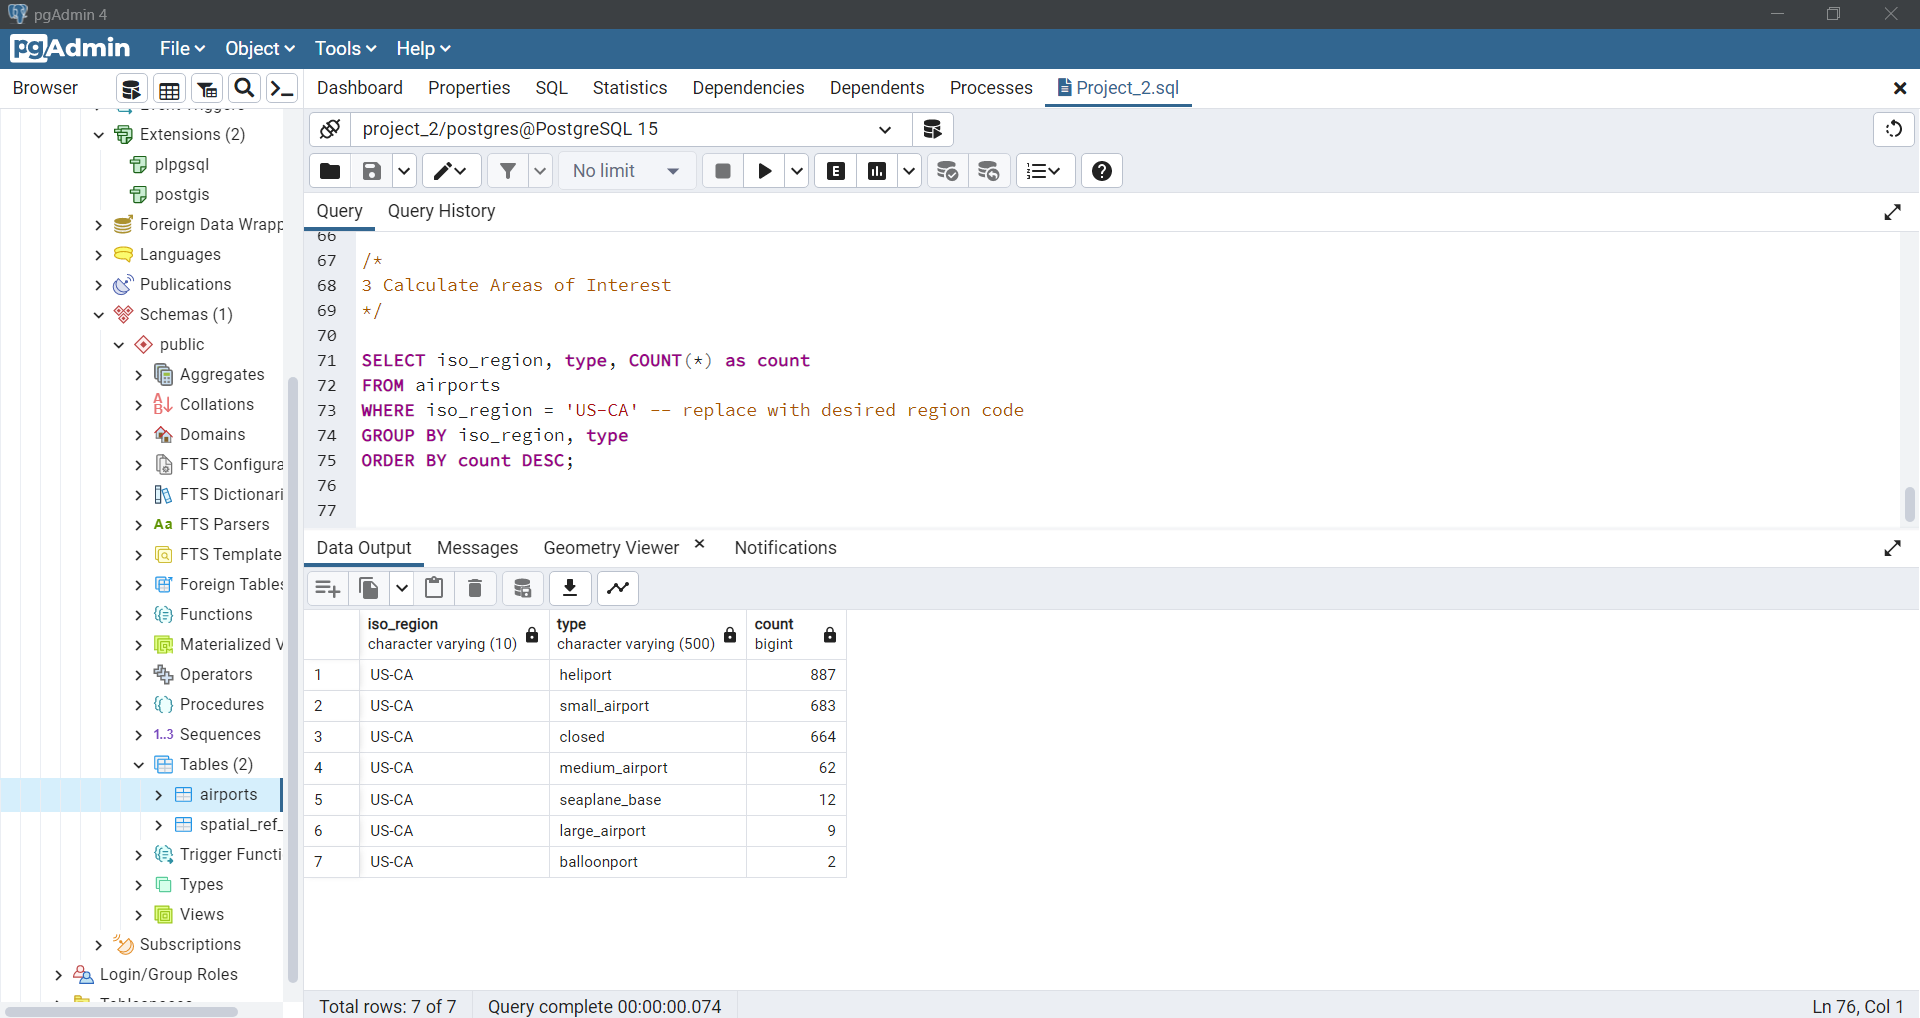 pgAdmin 4
pgAdmin File Object Tools Help
Browser Dashboard Properties SQL Statistics Dependencies Dependents Processes Project_2.sql
Extensions (2)
plpgsql
postgis
Foreign Data Wrapp
Languages
Publications
Schemas (1)
public
Aggregates
Collations
Domains
FTS Configura
FTS Dictionari
Aa FTS Parsers
FTS Template
Foreign Table
Functions
Materialized V
Operators
Procedures
1..3 Sequences
Tables (2)
airports
spatial_ref_
Trigger Functi
Types
Views
Subscriptions
Login/Group Roles
project_2/postgres@PostgreSQL 15
No limit E
Query Query History
66
67 /*
68 3 Calculate Areas of Interest
69 */
70
71 SELECT iso_region, type, COUNT(*) as count
72 FROM airports
73 WHERE iso_region = 'US-CA' -- replace with desired region code
74 GROUP BY iso_region, type
75 ORDER BY count DESC;
76
77
Data Output Messages Geometry Viewer Notifications
iso_region type count
character varying (10) character varying (500) bigint
1 US-CA heliport 887
2 US-CA small_airport 683
3 US-CA closed 664
4 US-CA medium_airport 62
5 US-CA seaplane_base 12
6 US-CA large_airport 9
7 US-CA balloonport 2
Total rows: 7 of 7 Query complete 00:00:00.074 Ln 76, Col 1